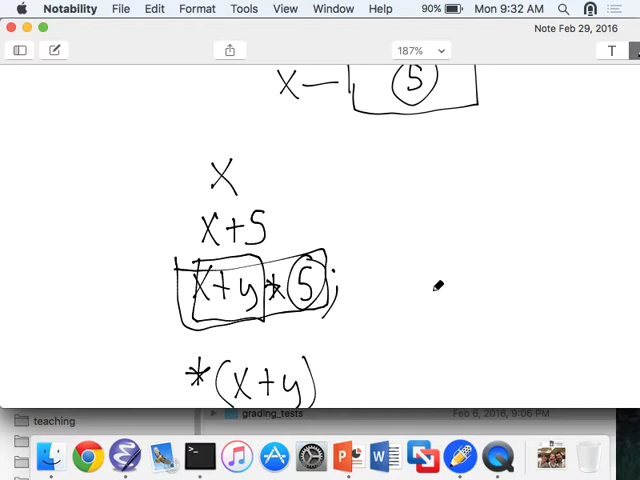 Notability File Edit Format Tools View Window Help 90% Mon 9:32 AM
Note Feb 29, 2016
187% T
x 5
x
x+5
x+y*5;
*(x+y)
teaching grading_tests Feb 6, 2016, 9:06 PM